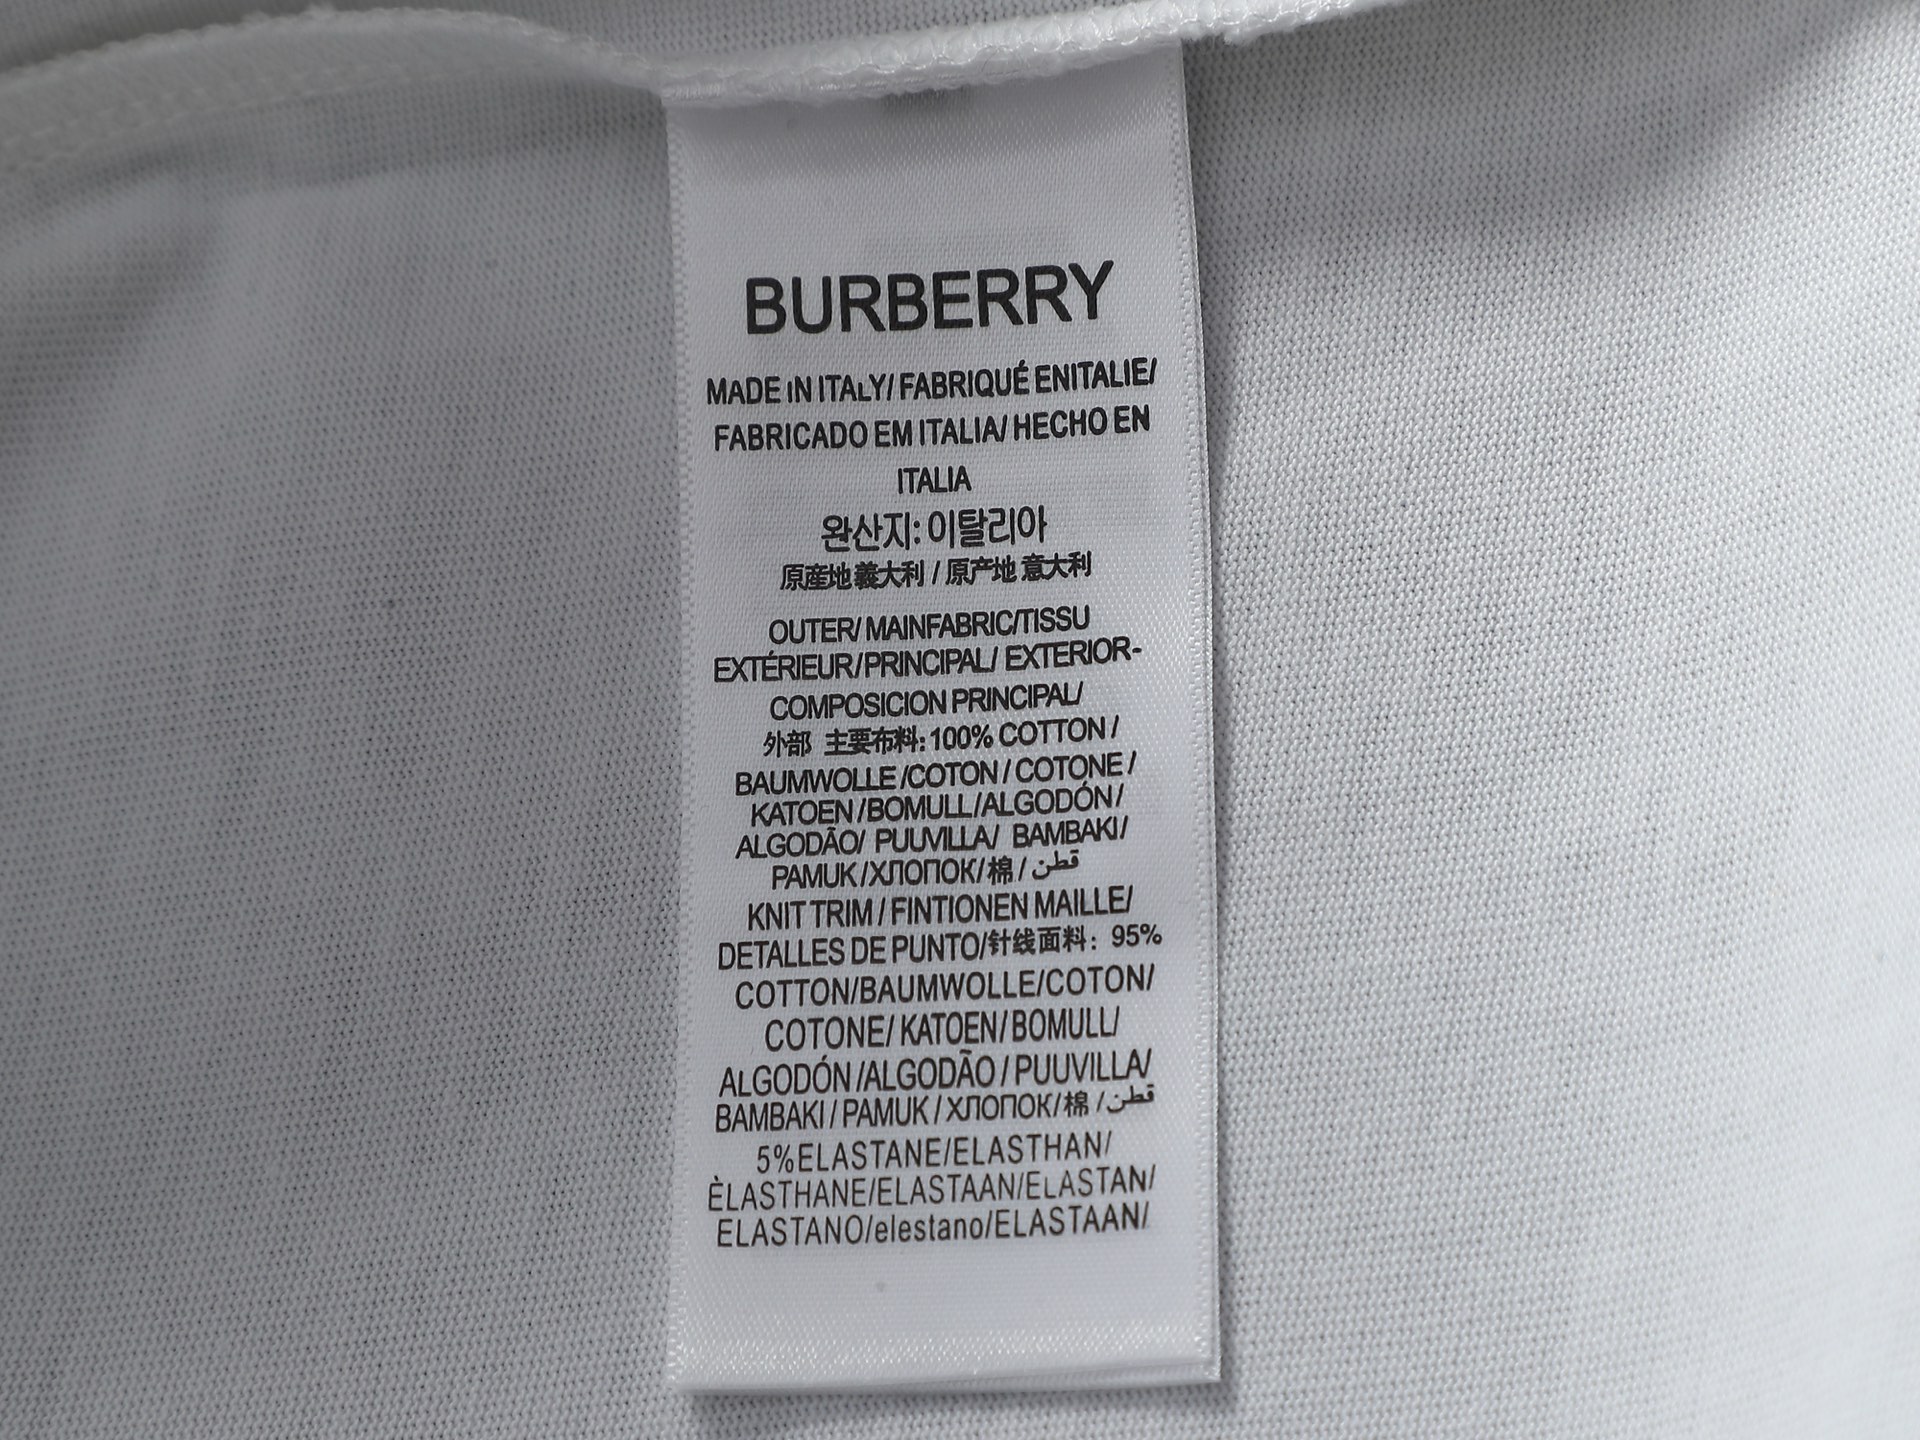 BURBERRY
MADE IN ITALY/ FABRIQUÉ ENITALIE/
FABRICADO EM ITALIA/ HECHO EN
ITALIA
완산지: 이탈리아
原産地 義大利 / 原产地 意大利
OUTER/ MAINFABRIC/TISSU
EXTÉRIEUR/PRINCIPAL/ EXTERIOR-
COMPOSICION PRINCIPAL/
外部 主要布料: 100% COTTON /
BAUMWOLLE /COTON / COTONE /
KATOEN /BOMULL/ALGODÓN /
ALGODÃO/ PUUVILLA/ BAMBAKI/
PAMUK /ХЛОПОК/ 棉 / قطن
KNIT TRIM / FINTIONEN MAILLE/
DETALLES DE PUNTO/针线面料: 95%
COTTON/BAUMWOLLE/COTON/
COTONE/ KATOEN/ BOMULL/
ALGODÓN /ALGODÃO / PUUVILLA/
BAMBAKI / PAMUK / ХЛОПОК/ 棉 / قطن
5%ELASTANE/ELASTHAN/
ÈLASTHANE/ELASTAAN/ELASTAN/
ELASTANO/elestano/ELASTAAN/